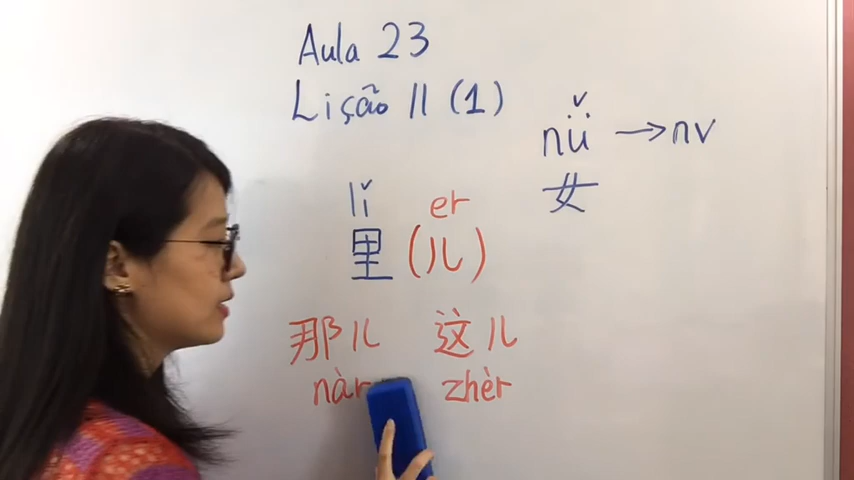 Aula 23
Lição 11 (1)
nǚ → nv
女
lǐ er
里 (儿)
那儿 这儿
nàr zhèr